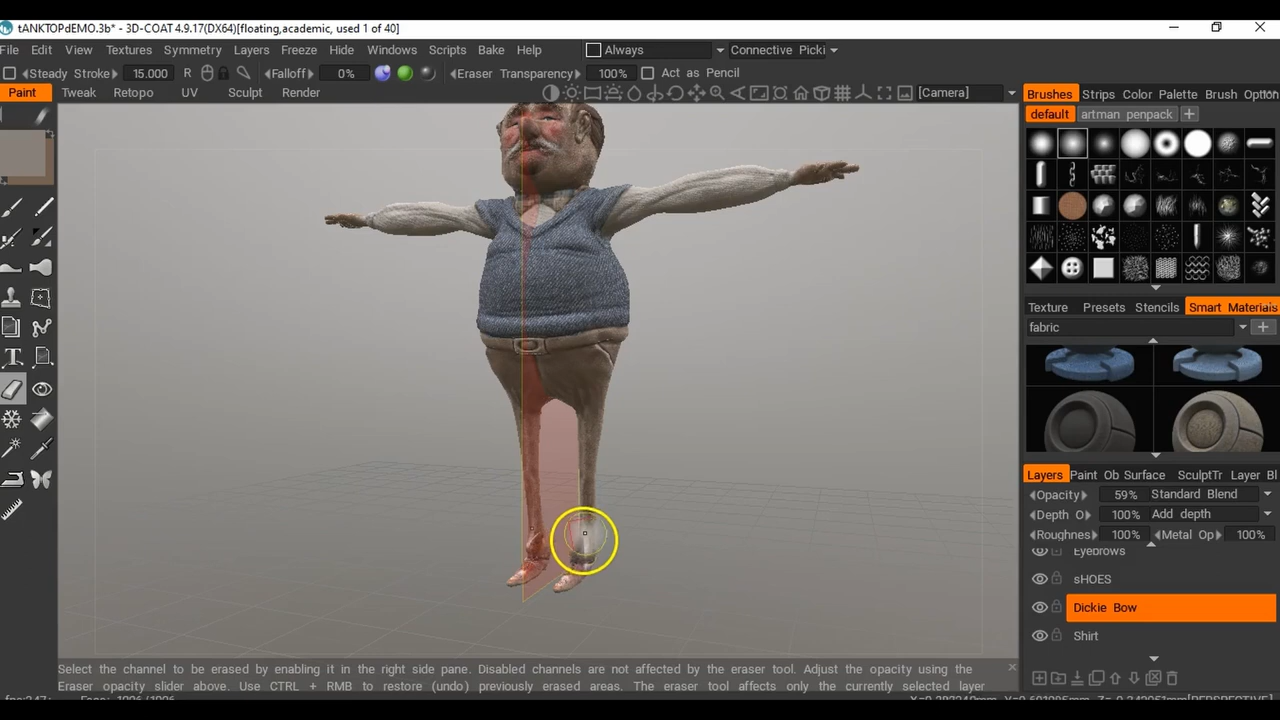 tANKTOPdEMO.3b* - 3D-COAT 4.9.17(DX64)[floating,academic, used 1 of 40]
File Edit View Textures Symmetry Layers Freeze Hide Windows Scripts Bake Help Always Connective Picki
Steady Stroke 15.000 R Falloff 0% Eraser Transparency 100% Act as Pencil
Paint Tweak Retopo UV Sculpt Render [Camera]
Brushes Strips Color Palette Brush Option
default artman penpack
Texture Presets Stencils Smart Materials
fabric
Layers Paint Ob Surface SculptTr Layer Bl
Opacity 59% Standard Blend
Depth O 100% Add depth
Roughness 100% Metal Op 100%
Eyebrows
sHOES
Dickie Bow
Shirt
Select the channel to be erased by enabling it in the right side pane. Disabled channels are not affected by the eraser tool. Adjust the opacity using the
Eraser opacity slider above. Use CTRL + RMB to restore (undo) previously erased areas. The eraser tool affects only the currently selected layer